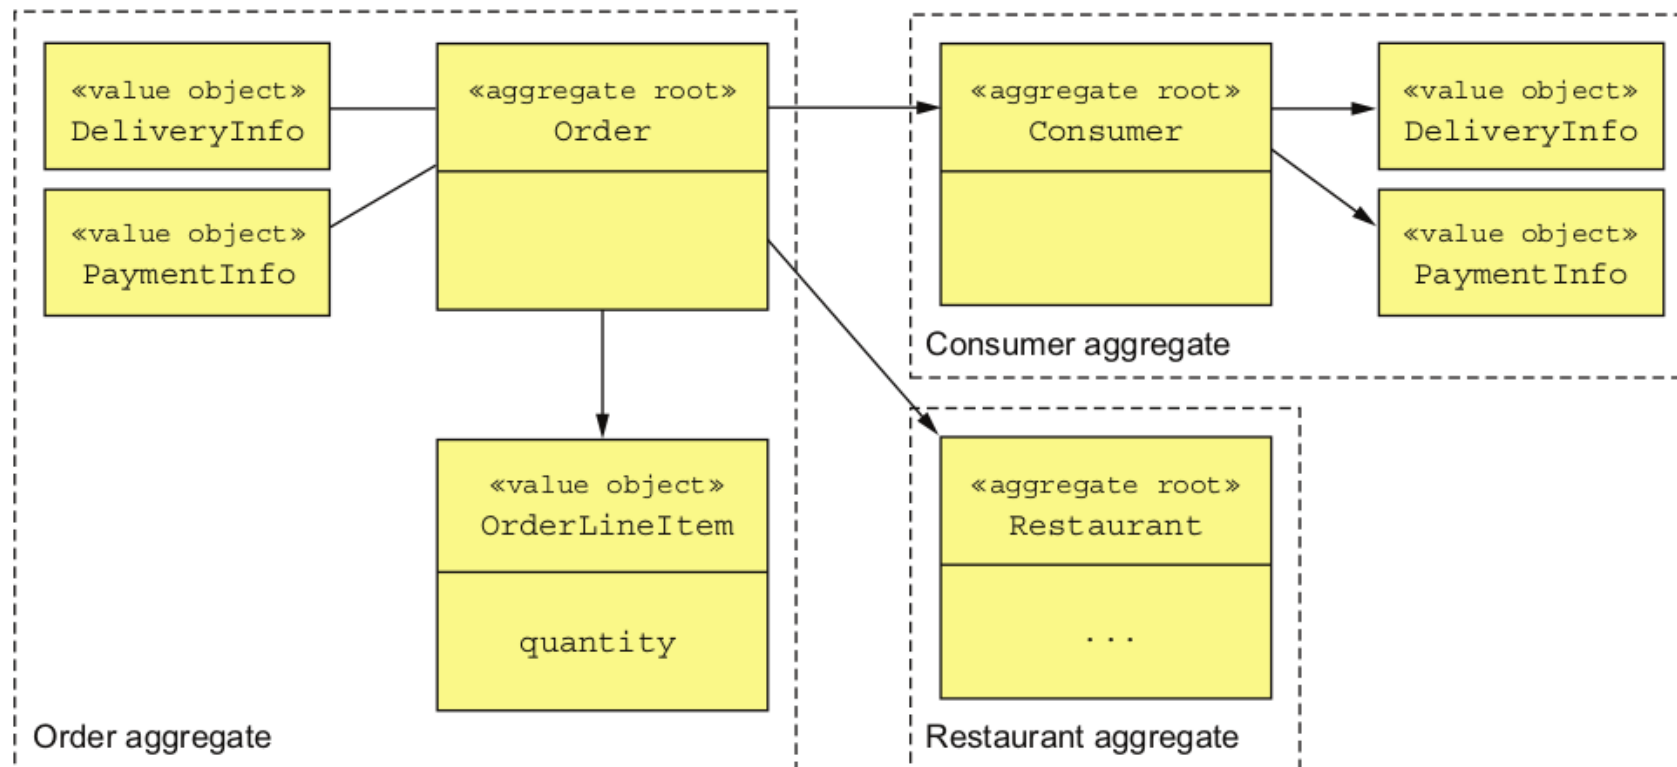 «value object»
DeliveryInfo
«value object»
PaymentInfo
«aggregate root»
Order
«value object»
OrderLineItem
quantity
Order aggregate
«aggregate root»
Consumer
«value object»
DeliveryInfo
«value object»
PaymentInfo
Consumer aggregate
«aggregate root»
Restaurant
...
Restaurant aggregate